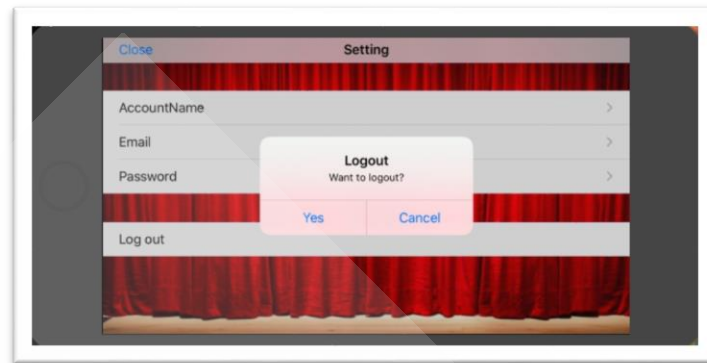 Close
Setting
AccountName
Email
Password
Logout
Want to logout?
Yes
Cancel
Log out